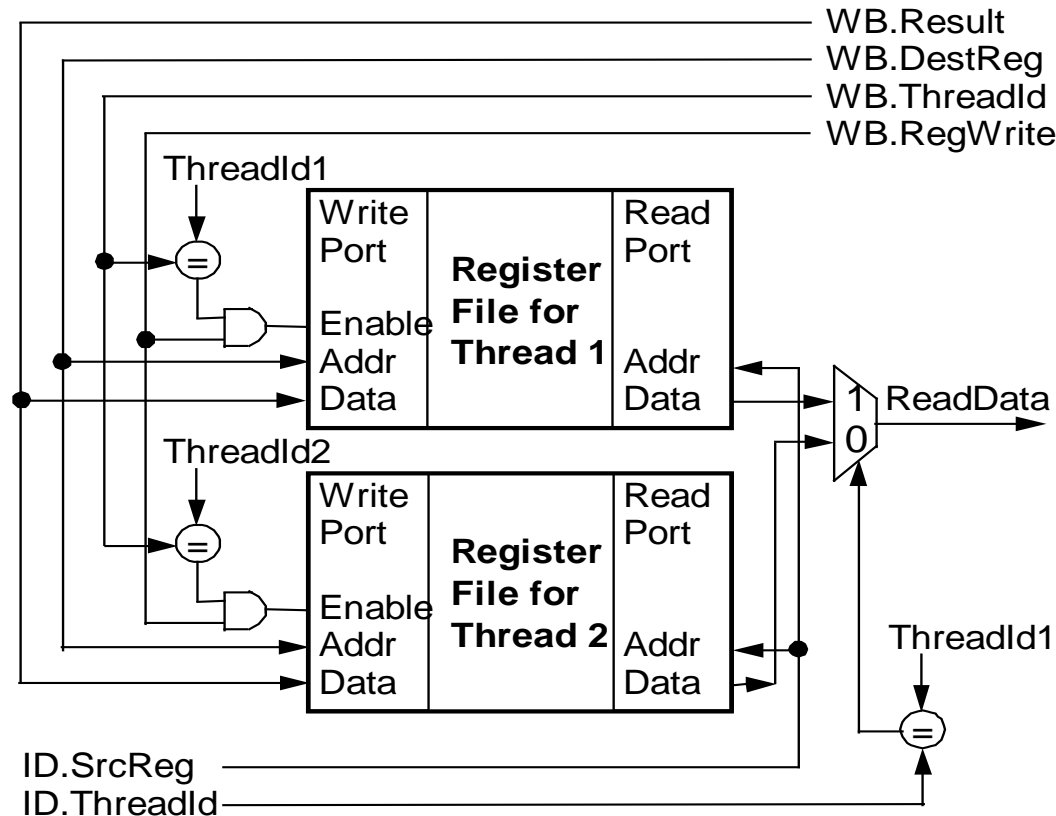 WB.Result
WB.DestReg
WB.ThreadId
WB.RegWrite
ThreadId1
=
Write
Port
Enable
Addr
Data
Register
File for
Thread 1
Read
Port
Addr
Data
1
0
ReadData
ThreadId2
=
Write
Port
Enable
Addr
Data
Register
File for
Thread 2
Read
Port
Addr
Data
ThreadId1
=
ID.SrcReg
ID.ThreadId